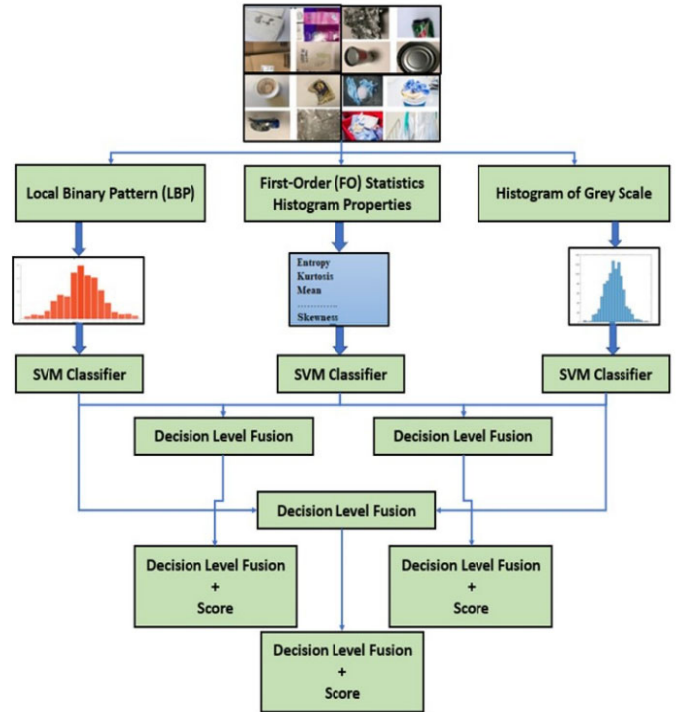 Local Binary Pattern (LBP)
First-Order (FO) Statistics
Histogram Properties
Histogram of Grey Scale
Entropy
Kurtosis
Mean
………….
Skewness
SVM Classifier
SVM Classifier
SVM Classifier
Decision Level Fusion
Decision Level Fusion
Decision Level Fusion
Decision Level Fusion
+
Score
Decision Level Fusion
+
Score
Decision Level Fusion
+
Score